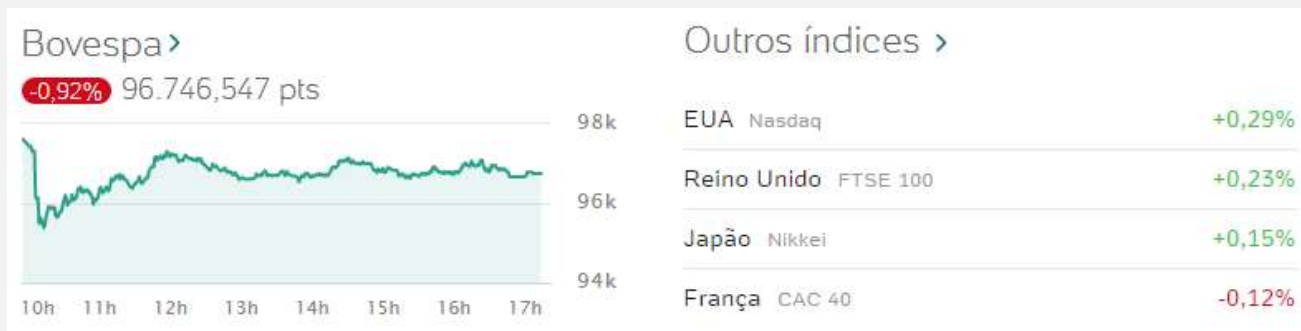 Bovespa >
-0,92% 96.746,547 pts
98k
96k
94k
10h 11h 12h 13h 14h 15h 16h 17h
Outros índices >
EUA Nasdaq +0,29%
Reino Unido FTSE 100 +0,23%
Japão Nikkei +0,15%
França CAC 40 -0,12%